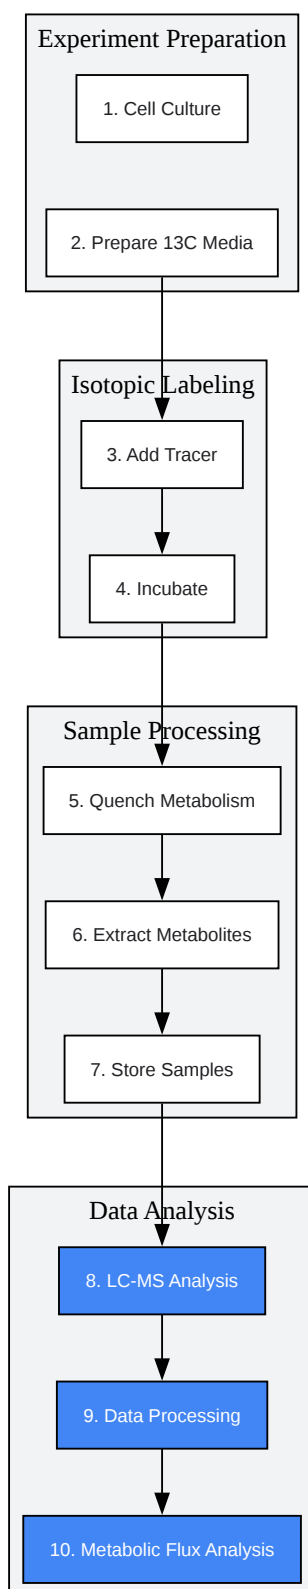 Experiment Preparation
1. Cell Culture
2. Prepare 13C Media
Isotopic Labeling
3. Add Tracer
4. Incubate
Sample Processing
5. Quench Metabolism
6. Extract Metabolites
7. Store Samples
Data Analysis
8. LC-MS Analysis
9. Data Processing
10. Metabolic Flux Analysis